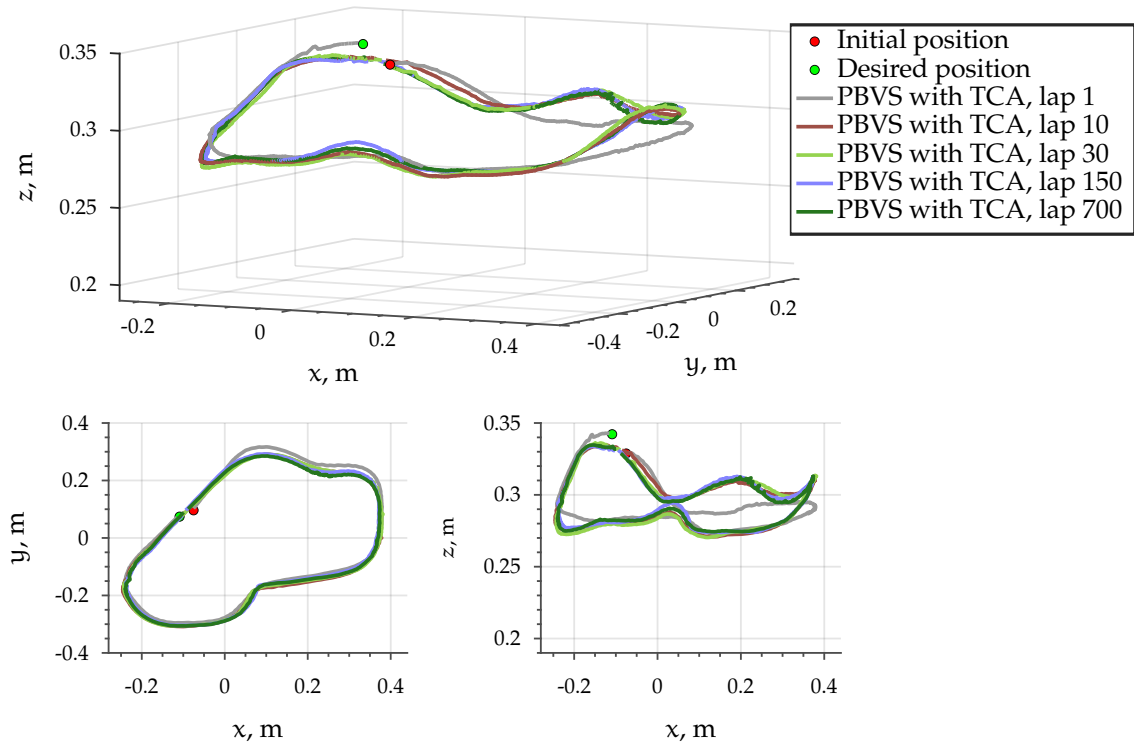 0.35
0.3
0.25
0.2
z, m
-0.2
0
0.2
0.4
x, m
-0.4
-0.2
0
0.2
y, m
Initial position
Desired position
PBVS with TCA, lap 1
PBVS with TCA, lap 10
PBVS with TCA, lap 30
PBVS with TCA, lap 150
PBVS with TCA, lap 700
0.4
0.2
0
-0.2
-0.4
y, m
-0.2
0
0.2
0.4
x, m
0.35
0.3
0.25
0.2
z, m
-0.2
0
0.2
0.4
x, m